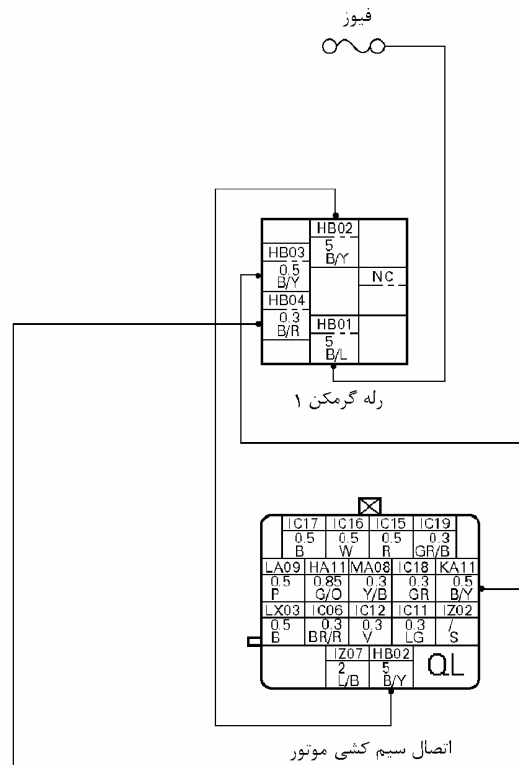 فیوز
HB02
5
B/Y
HB03
0.5
B/Y
NC
HB04
0.3
B/R
HB01
5
B/L
رله گرمکن ۱
IC17 IC16 IC15 IC19
0.5 0.5 0.5 0.3
B W R GR/B
LA09 HA11 MA08 IC18 KA11
0.5 0.85 0.3 0.3 0.5
P G/O Y/B GR B/Y
LX03 IC06 IC12 IC11 IZ02
0.5 0.3 0.3 0.3 /
B BR/R V LG S
IZ07 HB02
2 5
L/B B/Y
QL
اتصال سیم کشی موتور